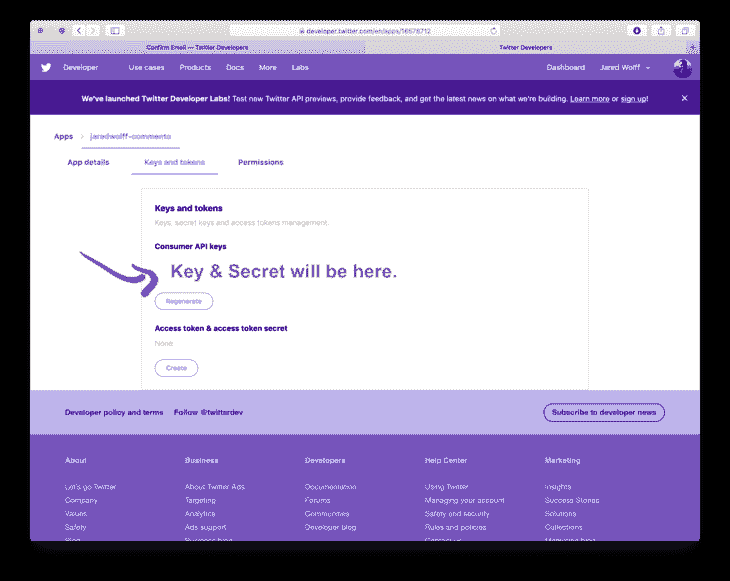 developer.twitter.com/en/apps/16578712
Confirm Email — Twitter Developers
Twitter Developers
Developer Use cases Products Docs More Labs Dashboard Jared Wolff
We've launched Twitter Developer Labs! Test new Twitter API previews, provide feedback, and get the latest news on what we're building. Learn more or sign up!
Apps > jaredwolff-comments
App details Keys and tokens Permissions
Keys and tokens
Keys, secret keys and access tokens management.
Consumer API keys
Key & Secret will be here.
Regenerate
Access token & access token secret
None
Create
Developer policy and terms Follow @twitterdev Subscribe to developer news
About Business Developers Help Center Marketing
Let's go Twitter About Twitter Ads Documentation Using Twitter Insights
Company Targeting Forums Managing your account Success Stories
Values Analytics Communities Safety and security Solutions
Safety Ads support Developer blog Rules and policies Collections
Blog Business blog Contact us Marketing blog